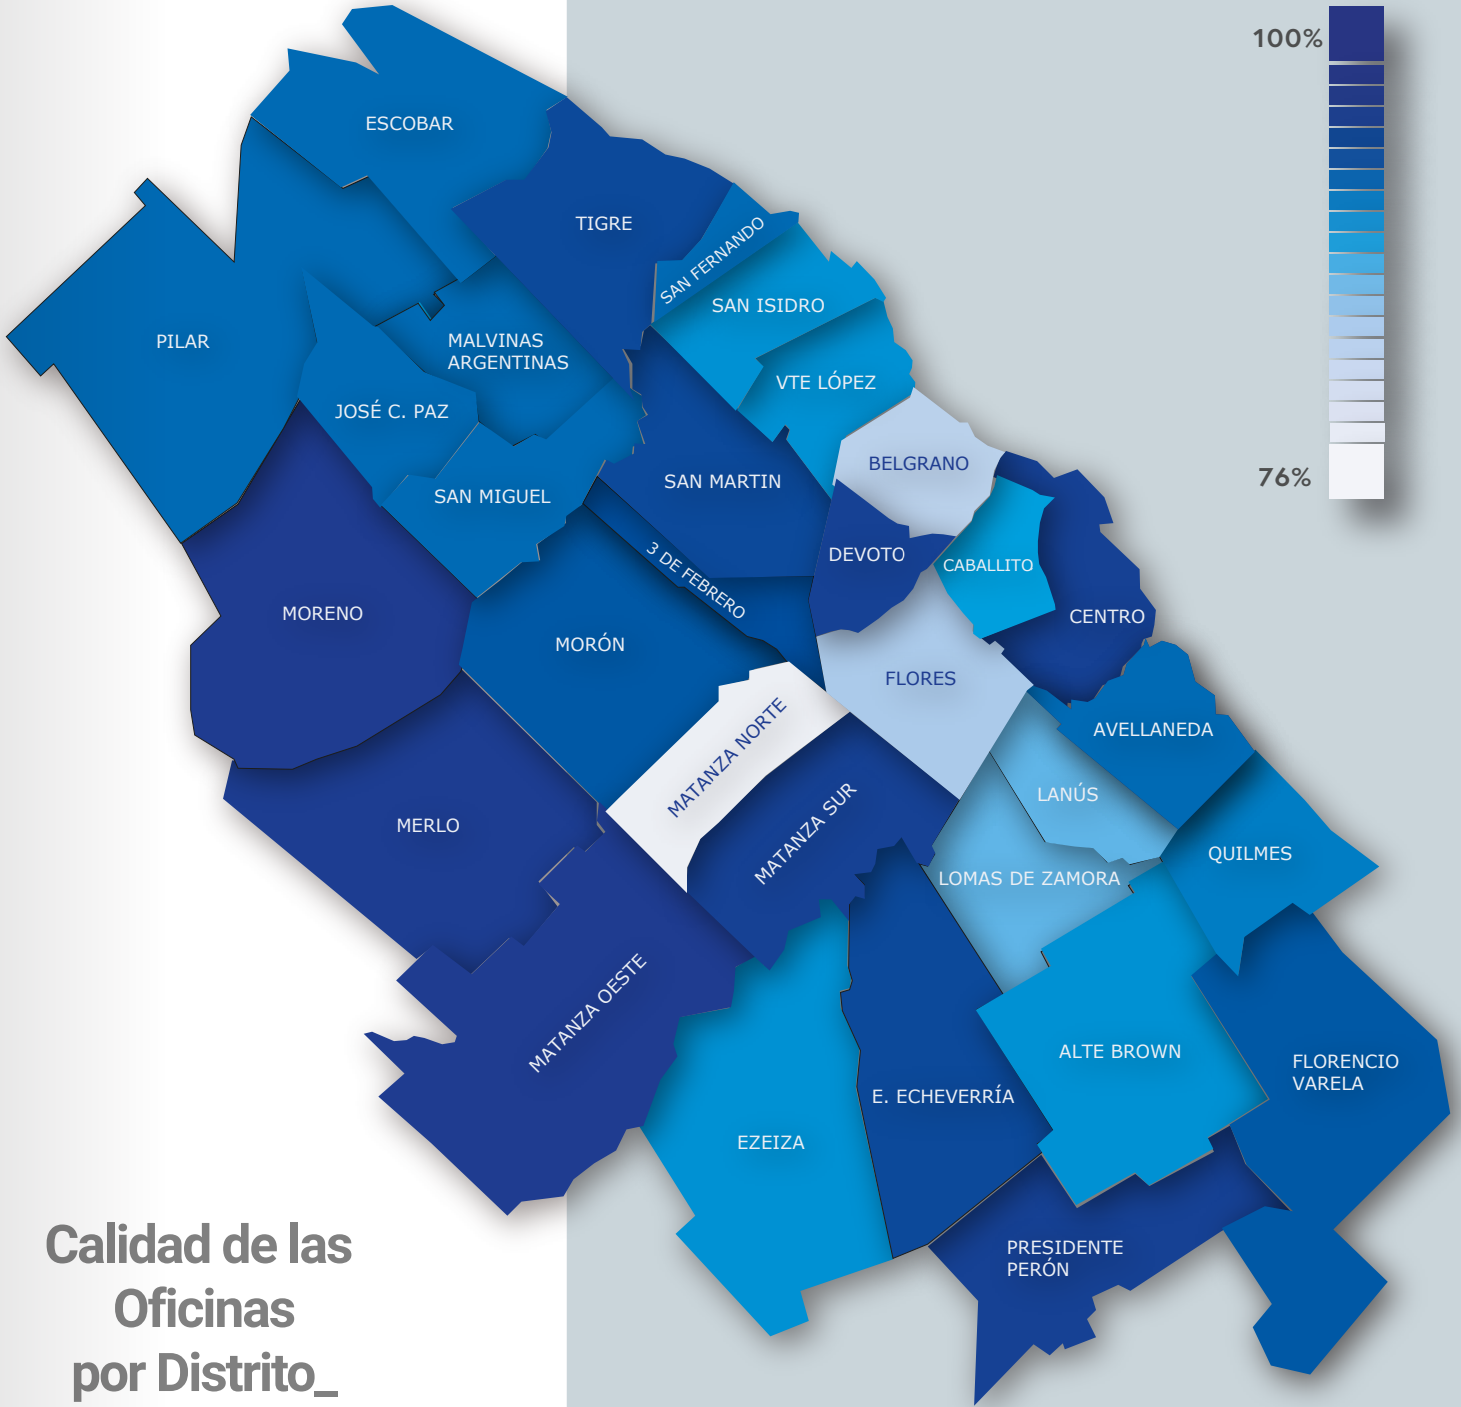 100%
ESCOBAR
TIGRE
SAN FERNANDO
SAN ISIDRO
PILAR
MALVINAS
ARGENTINAS
VTE LÓPEZ
JOSÉ C. PAZ
BELGRANO
76%
SAN MARTIN
SAN MIGUEL
3 DE FEBRERO
DEVOTO
CABALLITO
MORENO
CENTRO
MORÓN
FLORES
AVELLANEDA
MATANZA NORTE
LANÚS
MERLO
MATANZA SUR
QUILMES
LOMAS DE ZAMORA
MATANZA OESTE
ALTE BROWN
FLORENCIO
VARELA
E. ECHEVERRÍA
EZEIZA
PRESIDENTE
PERÓN
Calidad de las
Oficinas
por Distrito_